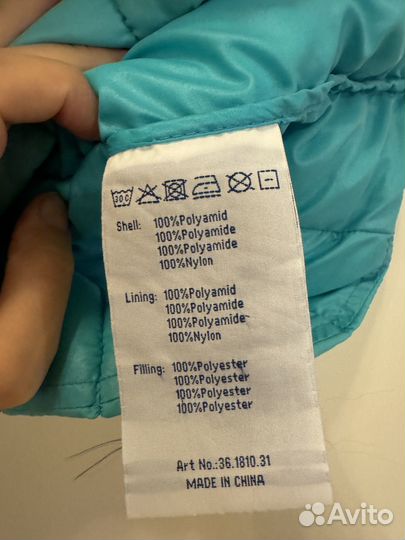 30C
Shell: 100%Polyamid
100%Polyamide
100%Polyamide
100%Nylon
Lining: 100%Polyamid
100%Polyamide
100%Polyamide
100%Nylon
Filling: 100%Polyester
100%Polyester
100%Polyester
100%Polyester
Art No.:36.1810.31
MADE IN CHINA
Avito